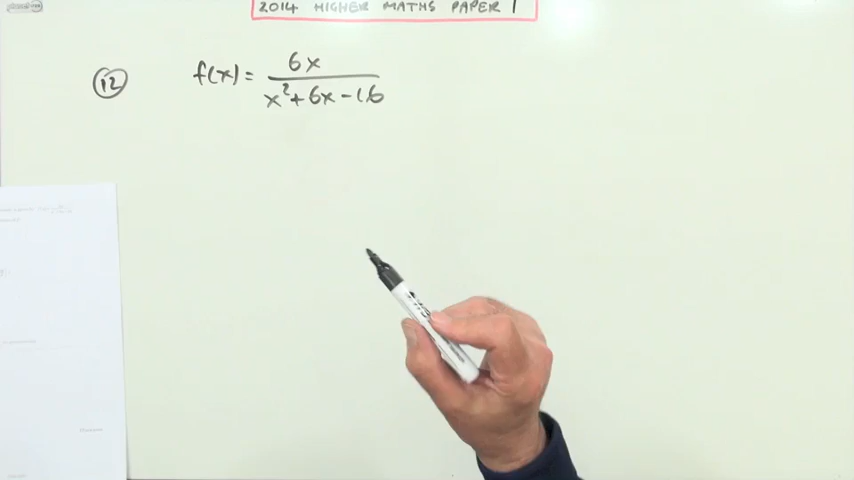 2014 HIGHER MATHS PAPER 1
12 f(x) = 6x / x²+6x-16